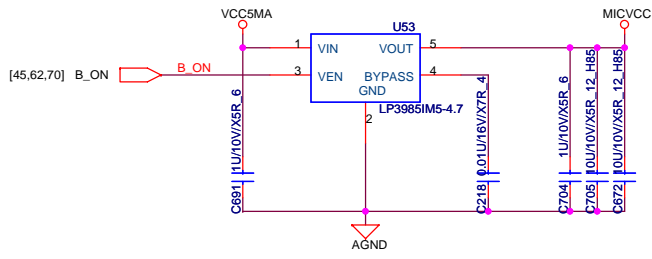 VCC5MA
U53
MICVCC
1
VIN
VOUT
5
[45,62,70]
B_ON
B_ON
3
VEN
BYPASS
4
GND
LP3985IM5-4.7
2
C691
1U/10V/X5R_6
C218
0.01U/16V/X7R_4
C704
1U/10V/X5R_6
C705
10U/10V/X5R_12_H85
C672
10U/10V/X5R_12_H85
AGND